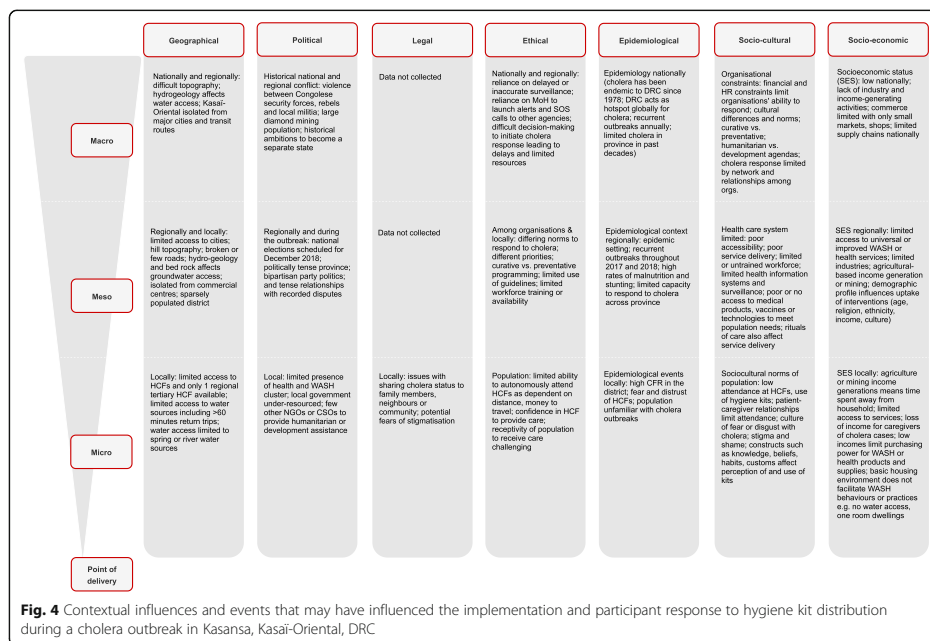 Geographical
Political
Legal
Ethical
Epidemiological
Socio-cultural
Socio-economic
Macro
Nationally and regionally:
difficult topography;
hydrogeology affects
water access; Kasaï-
Oriental isolated from
major cities and transit
routes
Historical national and
regional conflict: violence
between Congolese
security forces, rebels
and local militia; large
diamond mining
population; historical
ambitions to become a
separate state
Data not collected
Nationally and regionally:
reliance on delayed or
inaccurate surveillance;
reliance on MoH to
launch alerts and SOS
calls to other agencies;
difficult decision-making
to initiate cholera
response leading to
delays and limited
resources
Epidemiology nationally
(cholera has been
endemic to DRC since
1978; DRC acts as
hotspot globally for
cholera; recurrent
outbreaks annually;
limited cholera in
province in past
decades)
Organisational
constraints: financial and
HR constraints limit
organisations' ability to
respond; cultural
differences and norms;
curative vs.
preventative;
humanitarian vs.
development agendas;
cholera response limited
by network and
relationships among
orgs.
Socioeconomic status
(SES): low nationally;
lack of industry and
income-generating
activities; commerce
limited with only small
markets, shops; limited
supply chains nationally
Meso
Regionally and locally:
limited access to cities;
hill topography; broken or
few roads; hydro-geology
and bed rock affects
groundwater access;
isolated from commercial
centres; sparsely
populated district
Regionally and during
the outbreak: national
elections scheduled for
December 2018;
politically tense province;
bipartisan party politics;
and tense relationships
with recorded disputes
Data not collected
Among organisations &
locally: differing norms to
respond to cholera;
different priorities;
curative vs. preventative
programming; limited use
of guidelines; limited
workforce training or
availability
Epidemiological context
regionally: epidemic
setting; recurrent
outbreaks throughout
2017 and 2018; high
rates of malnutrition and
stunting; limited capacity
to respond to cholera
across province
Health care system
limited: poor
accessibility; poor
service delivery; limited
or untrained workforce;
limited health information
systems and
surveillance; poor or no
access to medical
products, vaccines or
technologies to meet
population needs; rituals
of care also affect
service delivery
SES regionally: limited
access to universal or
improved WASH or
health services; limited
industries; agricultural-
based income generation
or mining; demographic
profile influences uptake
of interventions (age,
religion, ethnicity,
income, culture)
Micro
Locally: limited access to
HCFs and only 1 regional
tertiary HCF available;
limited access to water
sources including >60
minutes return trips;
water access limited to
spring or river water
sources
Local: limited presence
of health and WASH
cluster; local government
under-resourced; few
other NGOs or CSOs to
provide humanitarian or
development assistance
Locally: issues with
sharing cholera status to
family members,
neighbours or
community; potential
fears of stigmatisation
Population: limited ability
to autonomously attend
HCFs as dependent on
distance, money to
travel; confidence in HCF
to provide care;
receptivity of population
to receive care
challenging
Epidemiological events
locally: high CFR in the
district; fear and distrust
of HCFs; population
unfamiliar with cholera
outbreaks
Sociocultural norms of
population: low
attendance at HCFs,
use of hygiene kits; patient-
caregiver relationships
limit attendance; culture
of fear or disgust with
cholera; stigma and
shame; constructs such
as knowledge, beliefs,
habits, customs affect
perception of and use of
kits
SES locally: agriculture
or mining income
generations means time
spent away from
household; limited
access to services; loss
of income for caregivers
of cholera cases; low
incomes limit purchasing
power for WASH or
health products and
supplies; basic housing
environment does not
facilitate WASH
behaviours or practices
e.g. no water access,
one room dwellings
Point of
delivery
Fig. 4 Contextual influences and events that may have influenced the implementation and participant response to hygiene kit distribution
during a cholera outbreak in Kasansa, Kasaï-Oriental, DRC